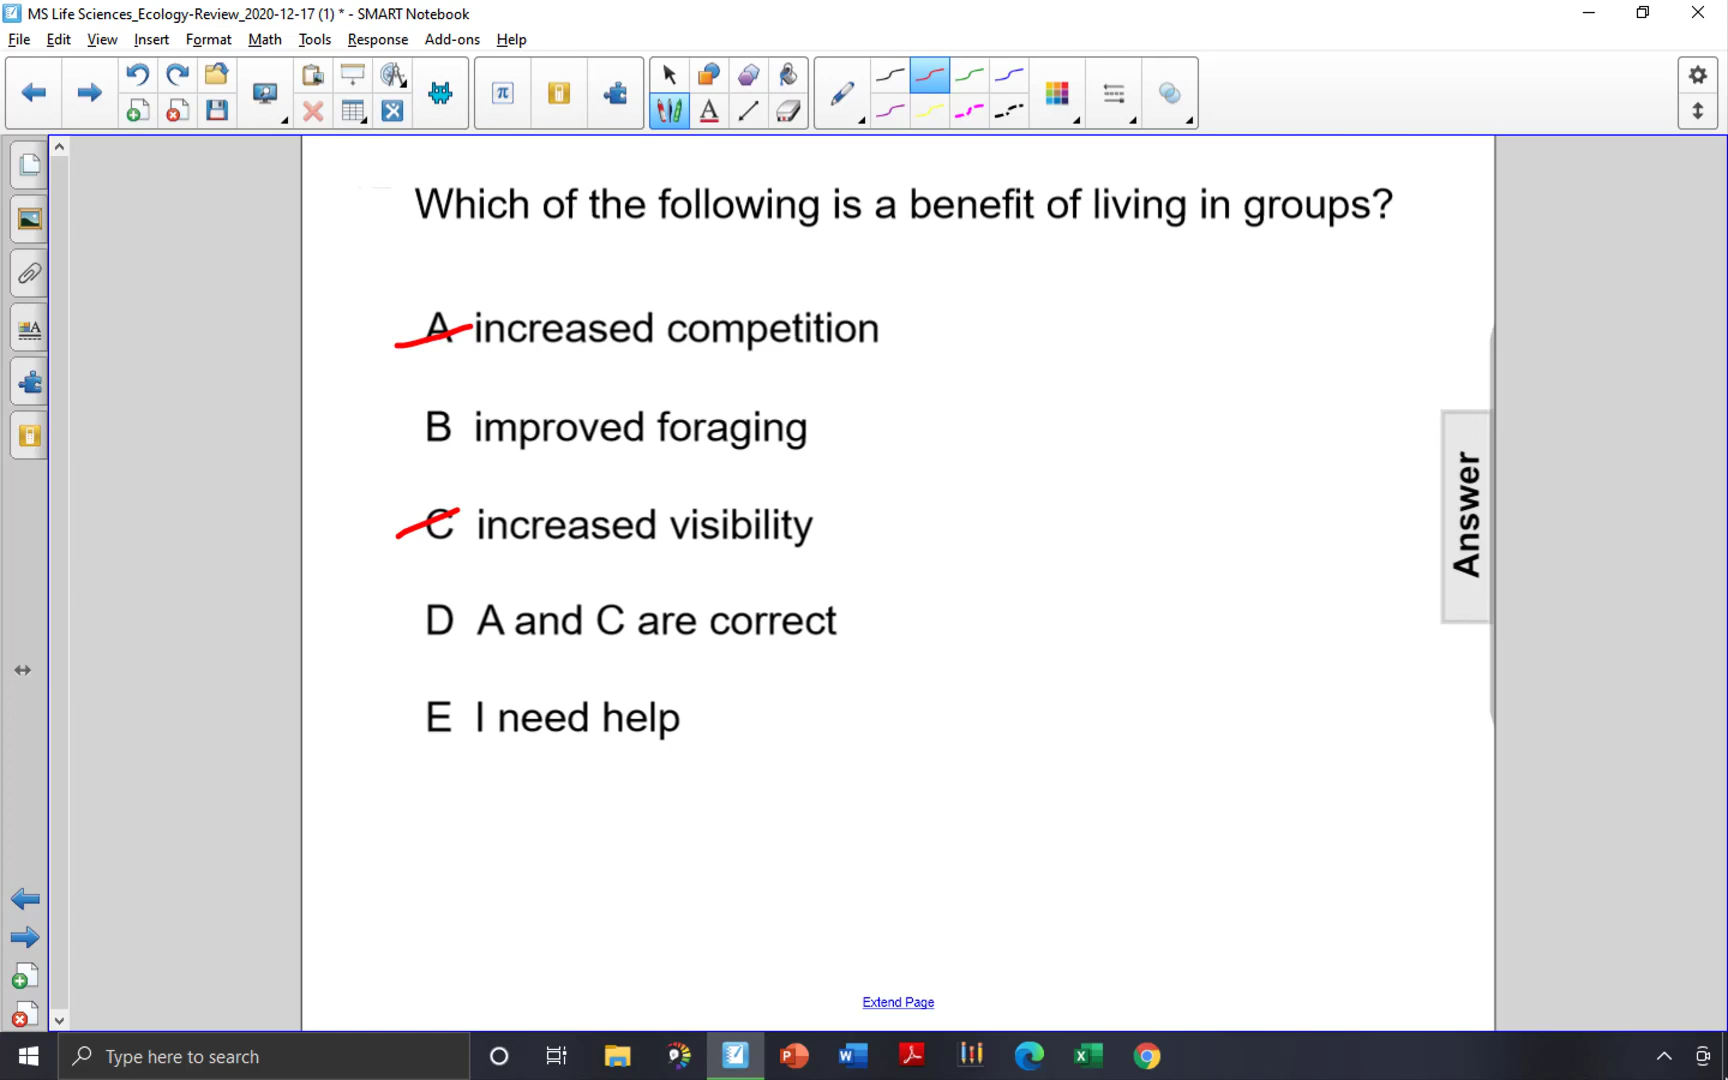 MS Life Sciences_Ecology-Review_2020-12-17 (1) * - SMART Notebook
File Edit View Insert Format Math Tools Response Add-ons Help
Which of the following is a benefit of living in groups?
A increased competition
B improved foraging
C increased visibility
D A and C are correct
E I need help
Answer
Extend Page
Type here to search